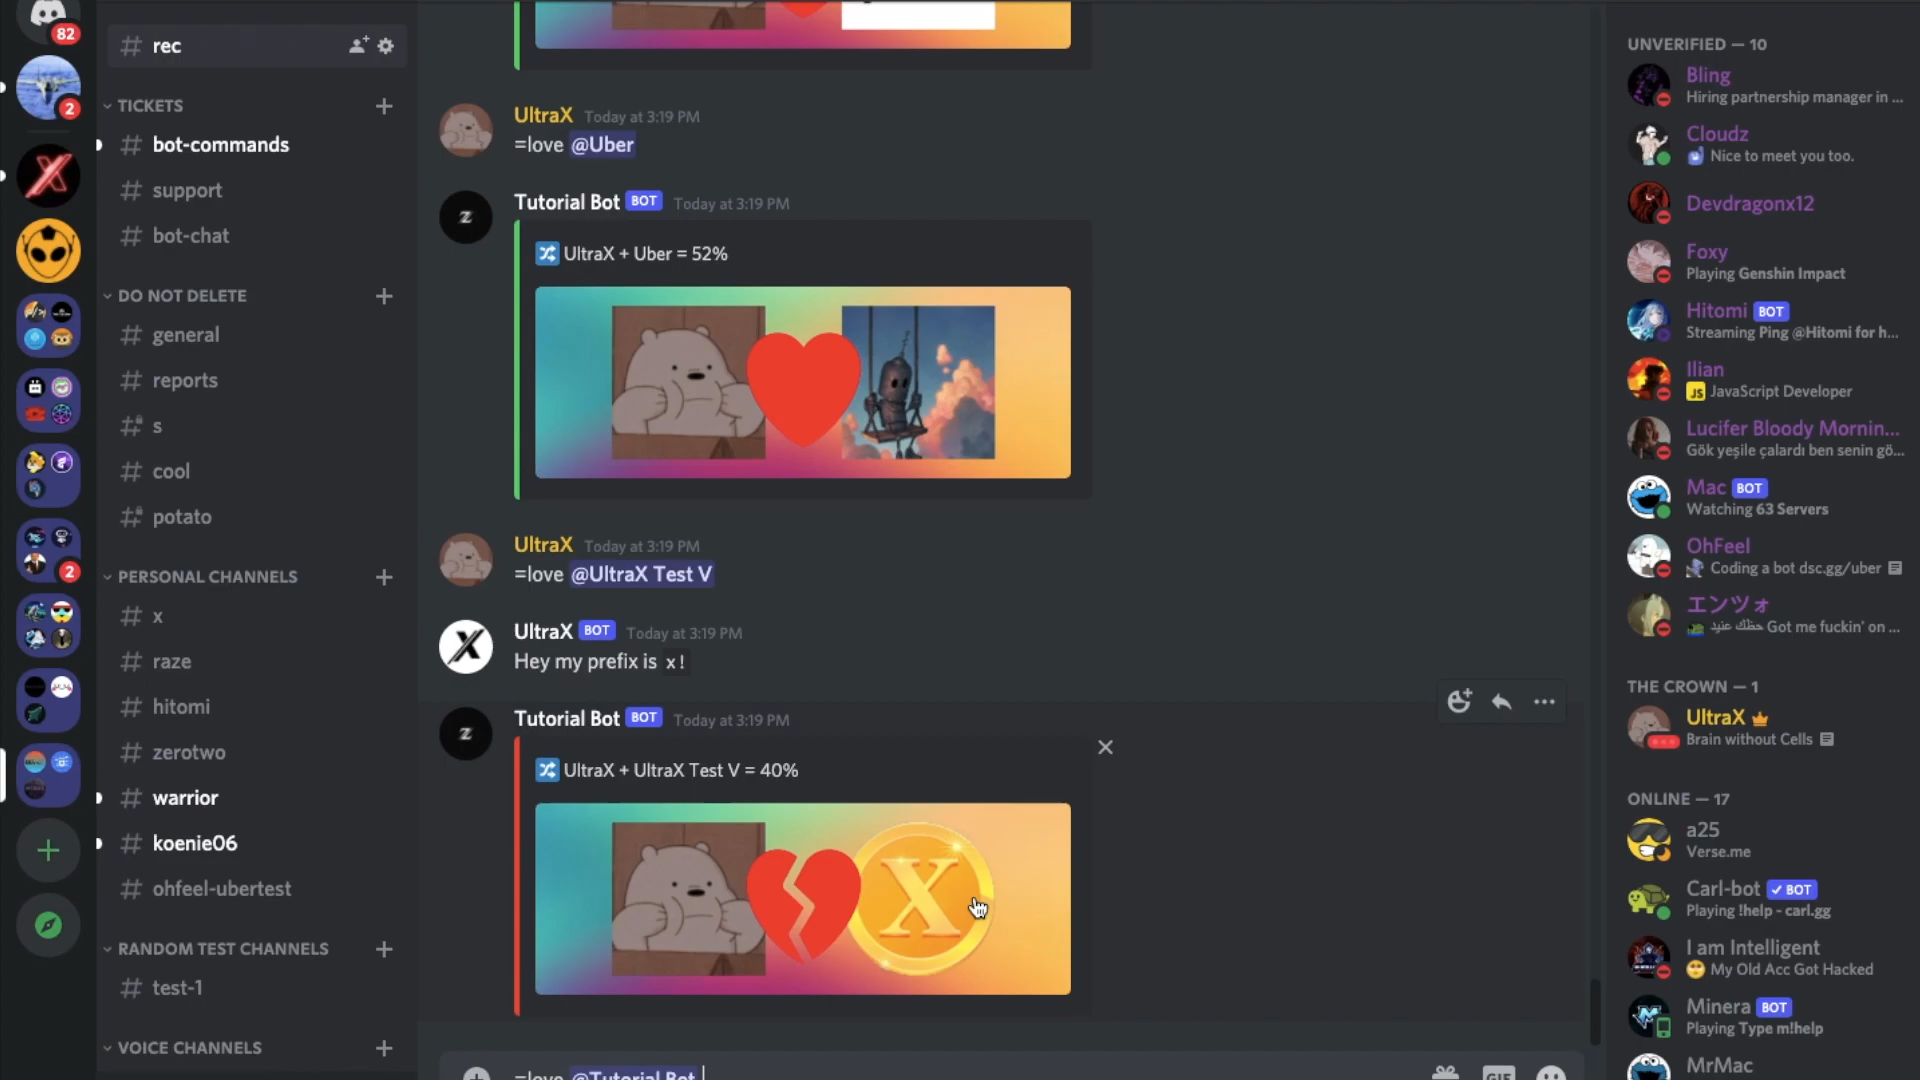 82
2
2
rec
TICKETS
bot-commands
support
bot-chat
DO NOT DELETE
general
reports
s
cool
potato
PERSONAL CHANNELS
x
raze
hitomi
zerotwo
warrior
koenie06
ohfeel-ubertest
RANDOM TEST CHANNELS
test-1
VOICE CHANNELS
UltraX Today at 3:19 PM
=love @Uber
Tutorial Bot BOT Today at 3:19 PM
UltraX + Uber = 52%
UltraX Today at 3:19 PM
=love @UltraX Test V
UltraX BOT Today at 3:19 PM
Hey my prefix is x!
Tutorial Bot BOT Today at 3:19 PM
UltraX + UltraX Test V = 40%
X
=love @Tutorial Bot
GIF
UNVERIFIED — 10
Bling
Hiring partnership manager in ...
Cloudz
Nice to meet you too.
Devdragonx12
Foxy
Playing Genshin Impact
Hitomi BOT
Streaming Ping @Hitomi for h...
Ilian
JS JavaScript Developer
Lucifer Bloody Mornin...
Gök yeşile çalardı ben senin gö...
Mac BOT
Watching 63 Servers
OhFeel
Coding a bot dsc.gg/uber
エンツォ
حظك عنيد Got me fuckin' on ...
THE CROWN — 1
UltraX
Brain without Cells
ONLINE — 17
a25
Verse.me
Carl-bot BOT
Playing !help - carl.gg
I am Intelligent
My Old Acc Got Hacked
Minera BOT
Playing Type m!help
MrMac